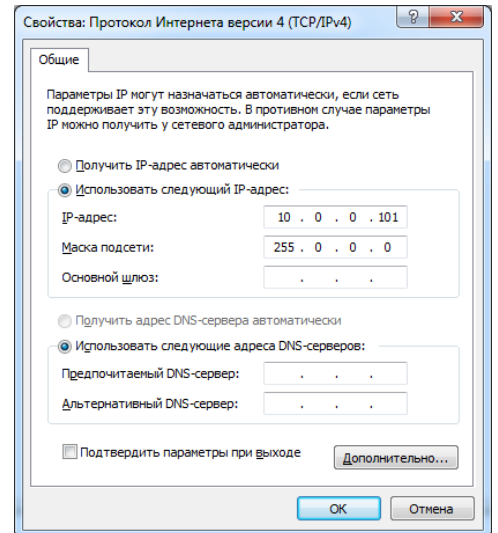 Свойства: Протокол Интернета версии 4 (TCP/IPv4)
Общие
Параметры IP могут назначаться автоматически, если сеть
поддерживает эту возможность. В противном случае параметры
IP можно получить у сетевого администратора.
Получить IP-адрес автоматически
Использовать следующий IP-адрес:
IP-адрес: 10 . 0 . 0 . 101
Маска подсети: 255 . 0 . 0 . 0
Основной шлюз: . . .
Получить адрес DNS-сервера автоматически
Использовать следующие адреса DNS-серверов:
Предпочитаемый DNS-сервер: . . .
Альтернативный DNS-сервер: . . .
Подтвердить параметры при выходе
Дополнительно...
ОК Отмена